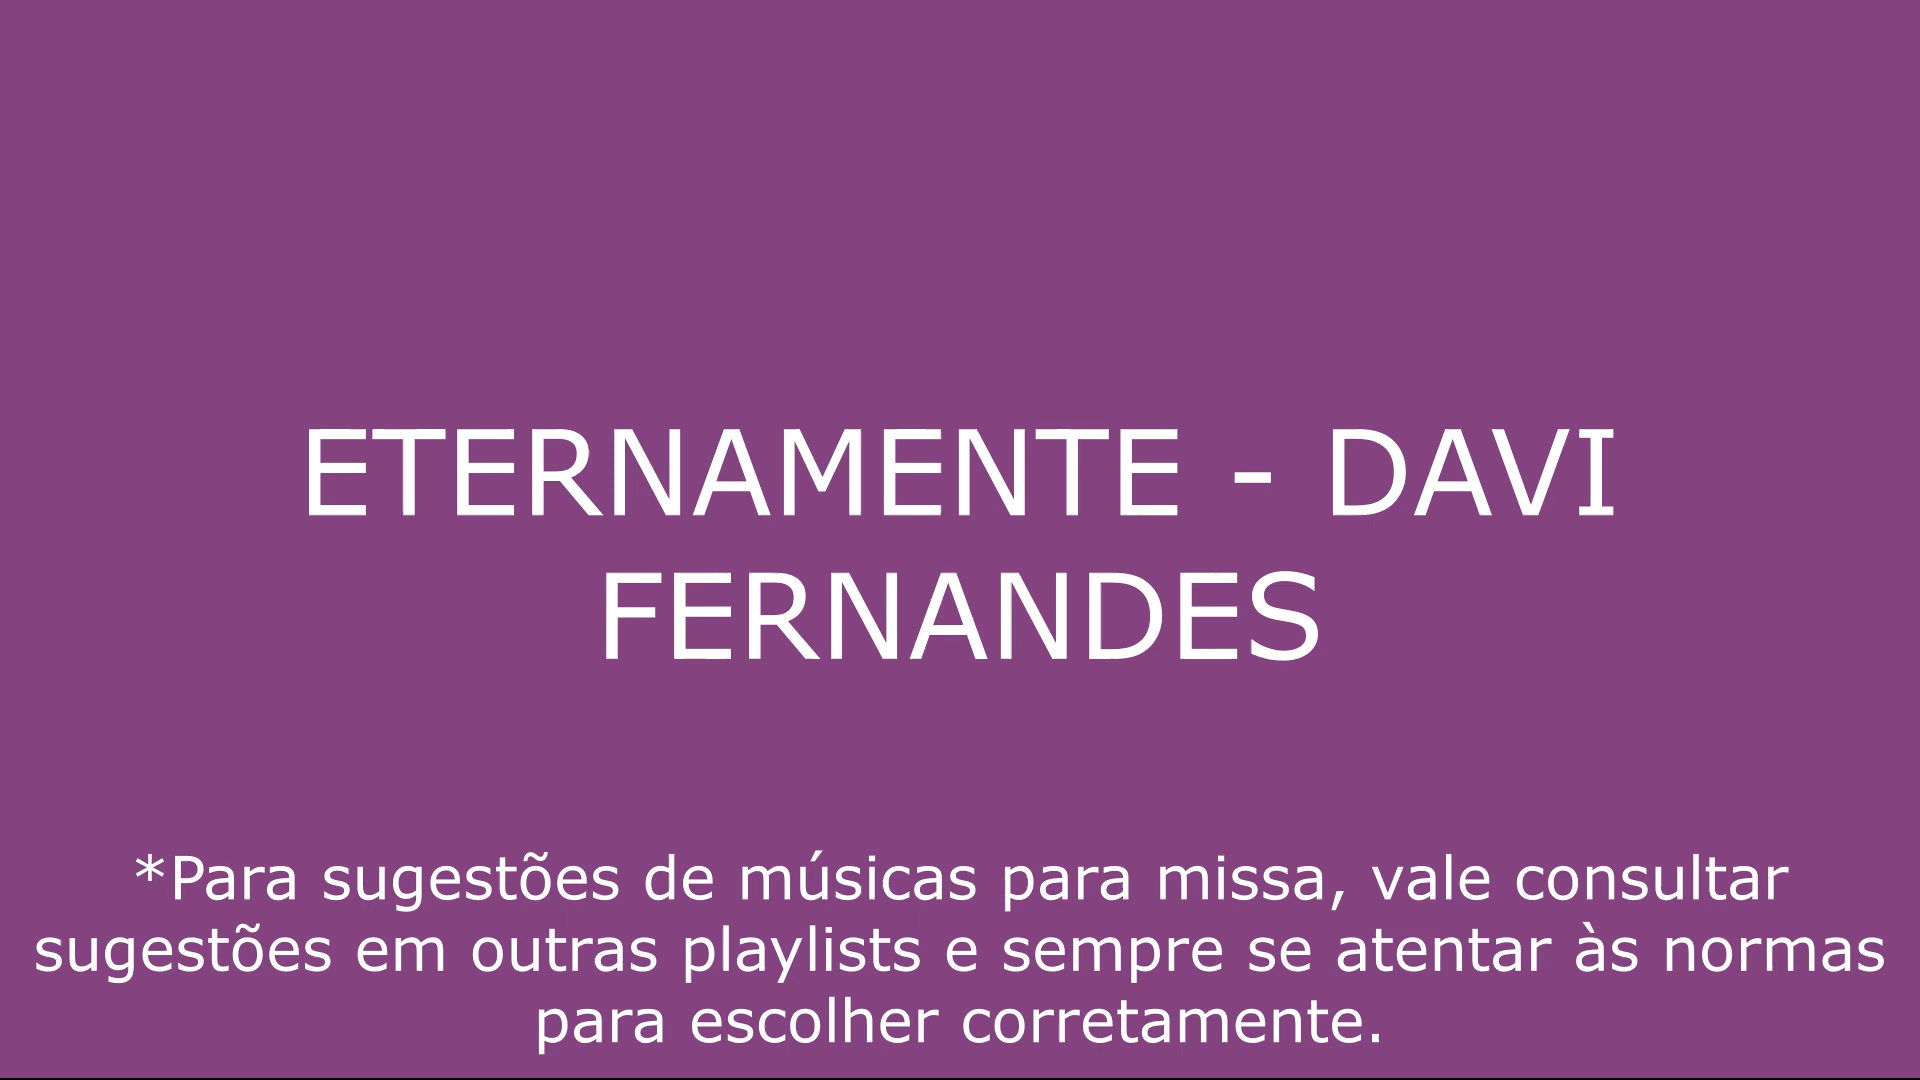 ETERNAMENTE - DAVI
FERNANDES
*Para sugestões de músicas para missa, vale consultar
sugestões em outras playlists e sempre se atentar às normas
para escolher corretamente.